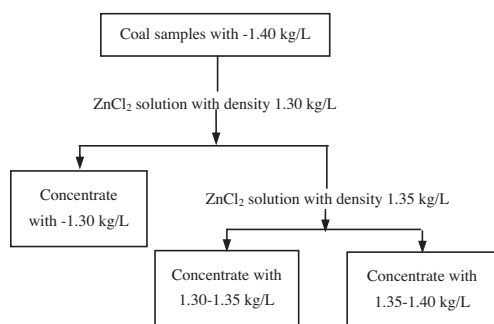 Coal samples with -1.40 kg/L
ZnCl₂ solution with density 1.30 kg/L
Concentrate
with -1.30 kg/L
ZnCl₂ solution with density 1.35 kg/L
Concentrate with
1.30-1.35 kg/L
Concentrate with
1.35-1.40 kg/L